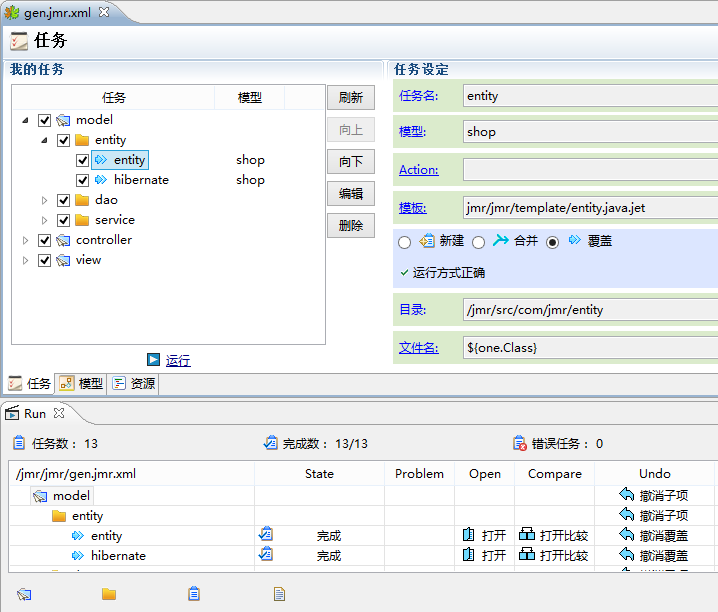 gen.jmr.xml
任务
我的任务
任务 模型
model
entity
entity shop
hibernate shop
dao
service
controller
view
刷新
向上
向下
编辑
删除
运行
任务设定
任务名: entity
模型: shop
Action:
模板: jmr/jmr/template/entity.java.jet
新建 合并 覆盖
运行方式正确
目录: /jmr/src/com/jmr/entity
文件名: ${one.Class}
任务 模型 资源
Run
任务数： 13 完成数： 13/13 错误任务： 0
/jmr/jmr/gen.jmr.xml State Problem Open Compare Undo
model 撤消子项
entity 撤消子项
entity 完成 打开 打开比较 撤消覆盖
hibernate 完成 打开 打开比较 撤消覆盖